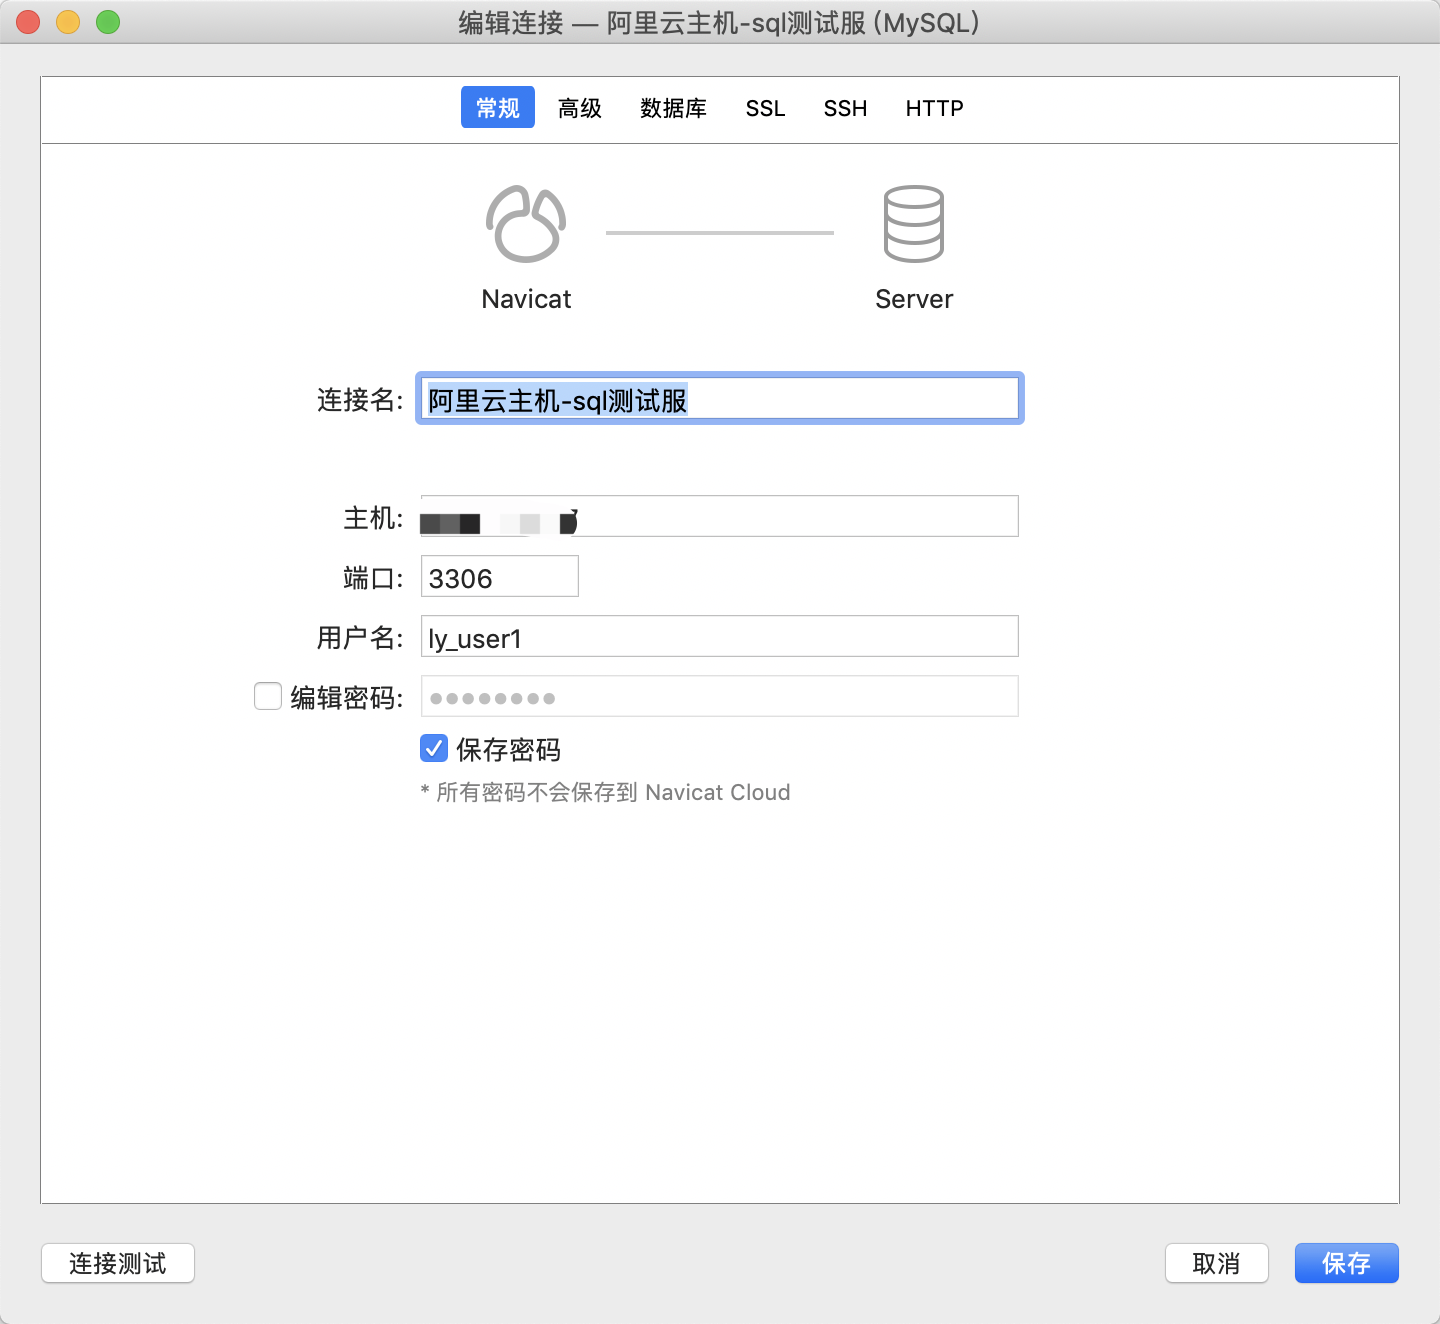 编辑连接 — 阿里云主机-sql测试服 (MySQL)
常规 高级 数据库 SSL SSH HTTP
Navicat Server
连接名: 阿里云主机-sql测试服
主机:
端口: 3306
用户名: ly_user1
编辑密码: ••••••••
保存密码
* 所有密码不会保存到 Navicat Cloud
连接测试 取消 保存